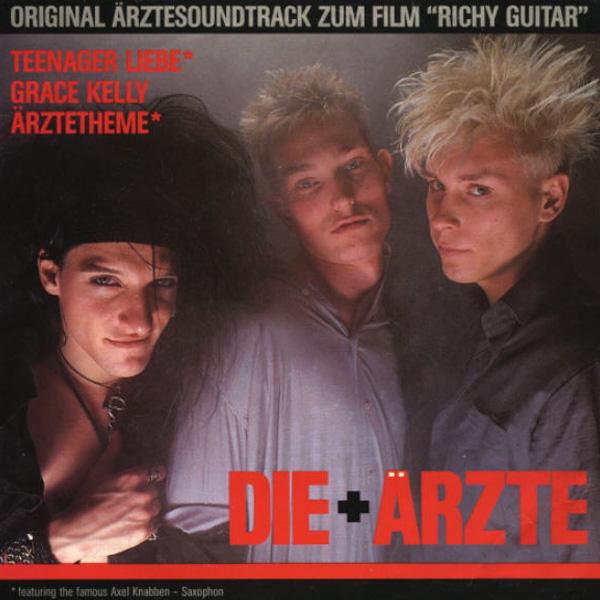 ORIGINAL ÄRZTESOUNDTRACK ZUM FILM "RICHY GUITAR"
TEENAGER LIEBE*
GRACE KELLY
ÄRZTETHEME*
DIE + ÄRZTE
* featuring the famous Axel Knabben – Saxophon